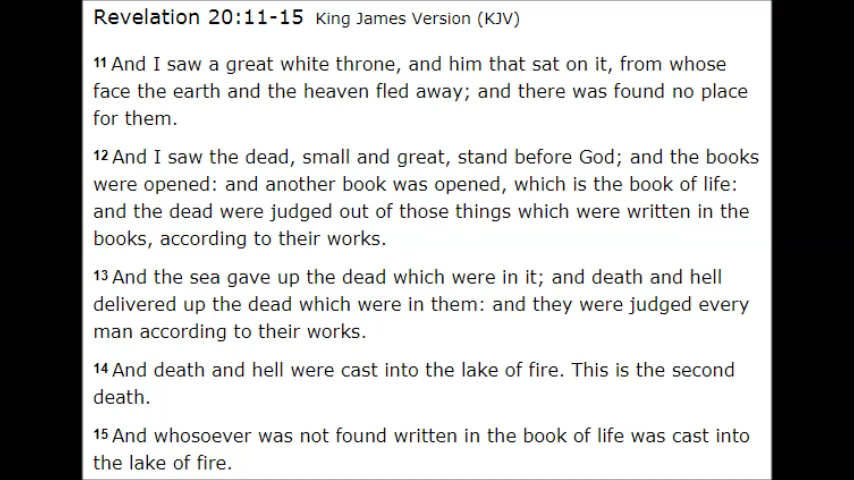 Revelation 20:11-15 King James Version (KJV)
11 And I saw a great white throne, and him that sat on it, from whose
face the earth and the heaven fled away; and there was found no place
for them.
12 And I saw the dead, small and great, stand before God; and the books
were opened: and another book was opened, which is the book of life:
and the dead were judged out of those things which were written in the
books, according to their works.
13 And the sea gave up the dead which were in it; and death and hell
delivered up the dead which were in them: and they were judged every
man according to their works.
14 And death and hell were cast into the lake of fire. This is the second
death.
15 And whosoever was not found written in the book of life was cast into
the lake of fire.